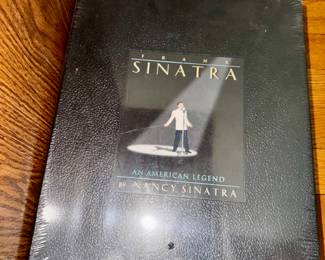 FRANK
SINATRA
AN AMERICAN LEGEND
BY NANCY SINATRA